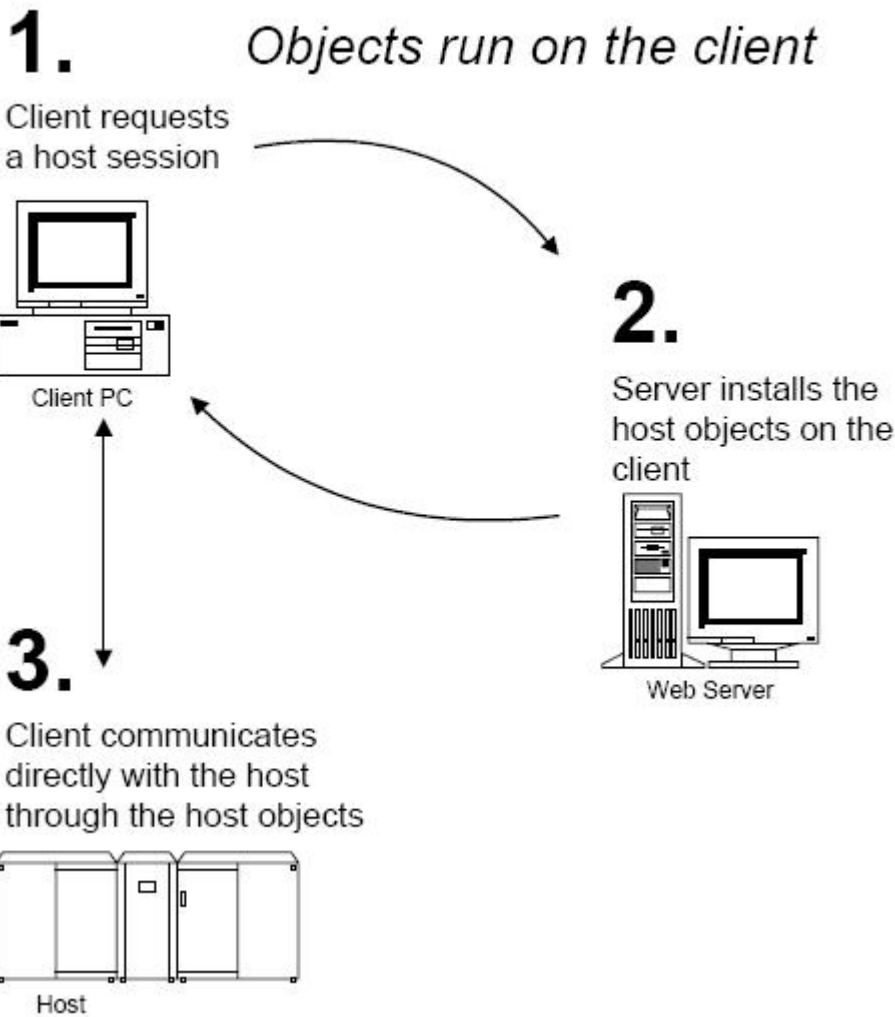 1.
Objects run on the client
Client requests
a host session
Client PC
2.
Server installs the
host objects on the
client
Web Server
3.
Client communicates
directly with the host
through the host objects
Host